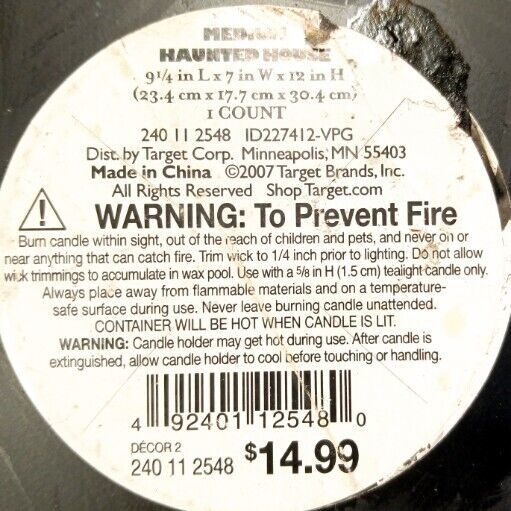 MEDIUM
HAUNTED HOUSE
9¼ in L x 7 in W x 12 in H
(23.4 cm x 17.7 cm x 30.4 cm)
1 COUNT
240 11 2548 ID227412-VPG
Dist. by Target Corp. Minneapolis, MN 55403
Made in China ©2007 Target Brands, Inc.
All Rights Reserved Shop Target.com
WARNING: To Prevent Fire
Burn candle within sight, out of the reach of children and pets, and never on or
near anything that can catch fire. Trim wick to 1/4 inch prior to lighting. Do not allow
wick trimmings to accumulate in wax pool. Use with a ⅝ in H (1.5 cm) tealight candle only.
Always place away from flammable materials and on a temperature-
safe surface during use. Never leave burning candle unattended.
CONTAINER WILL BE HOT WHEN CANDLE IS LIT.
WARNING: Candle holder may get hot during use. After candle is
extinguished, allow candle holder to cool before touching or handling.
4 92401 12548 0
DÉCOR 2
240 11 2548 $14.99